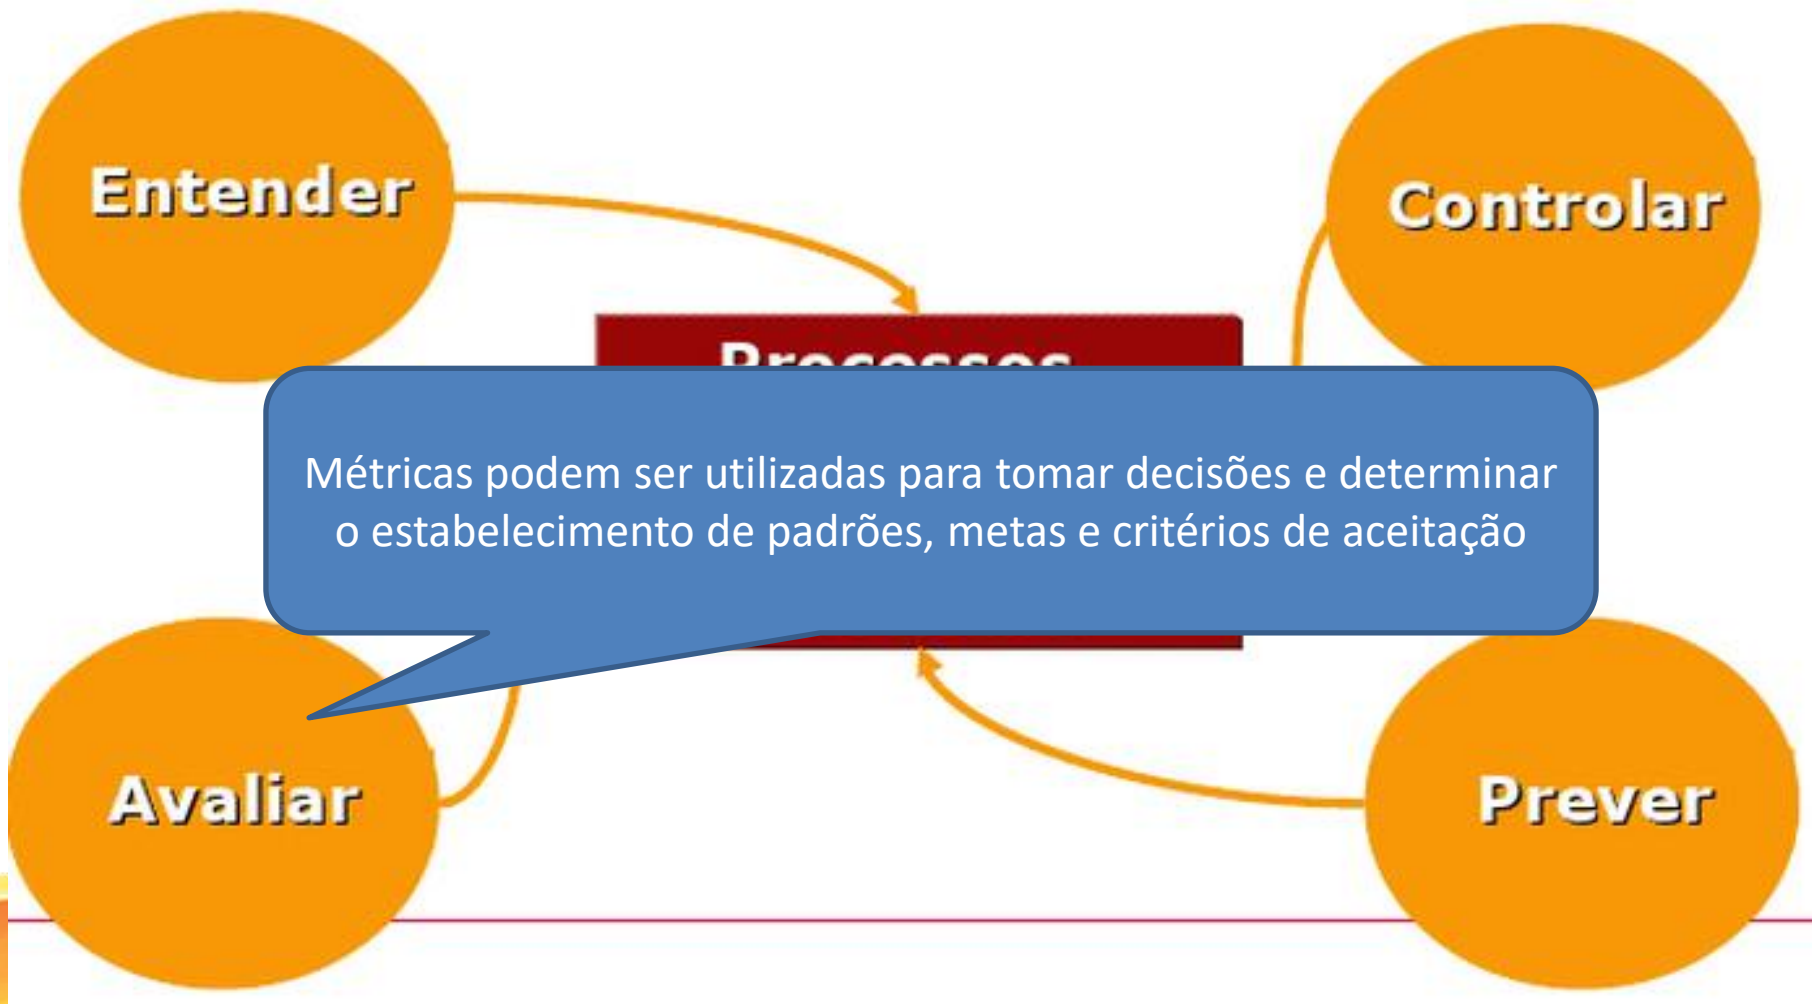 Entender
Controlar
Processos
Métricas podem ser utilizadas para tomar decisões e determinar
o estabelecimento de padrões, metas e critérios de aceitação
Avaliar
Prever